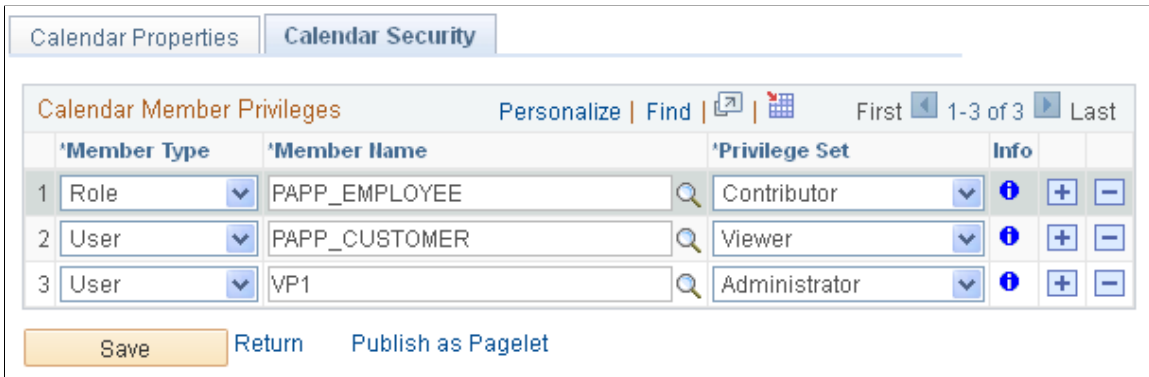 Calendar Properties Calendar Security
Calendar Member Privileges Personalize | Find | | First 1-3 of 3 Last
*Member Type *Member Name *Privilege Set Info
1 Role PAPP_EMPLOYEE Contributor
2 User PAPP_CUSTOMER Viewer
3 User VP1 Administrator
Save Return Publish as Pagelet